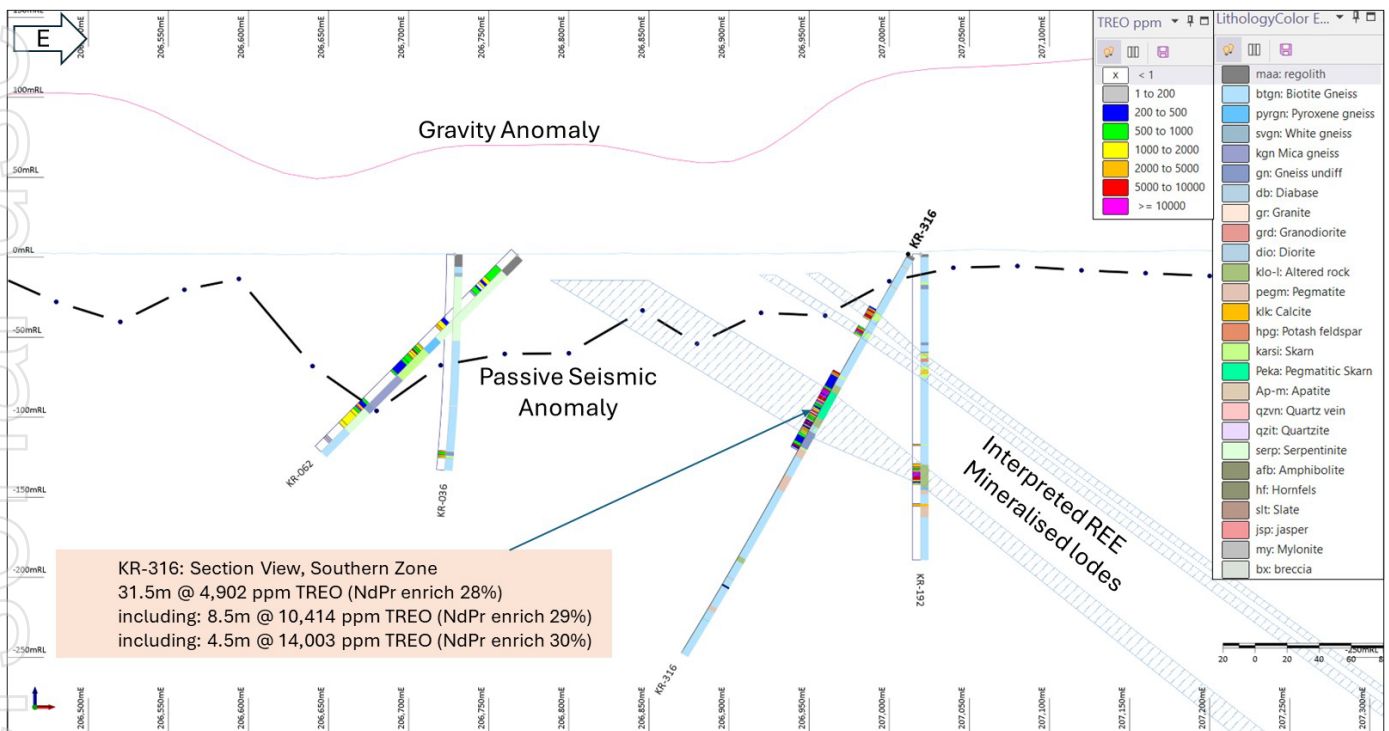 E
206,550mE
206,600mE
206,650mE
206,700mE
206,750mE
206,800mE
206,850mE
206,900mE
206,950mE
207,000mE
207,050mE
207,100mE
TREO ppm
x < 1
1 to 200
200 to 500
500 to 1000
1000 to 2000
2000 to 5000
5000 to 10000
>= 10000
LithologyColor E...
maa: regolith
btgn: Biotite Gneiss
pyrgn: Pyroxene gneiss
svgn: White gneiss
kgn Mica gneiss
gn: Gneiss undiff
db: Diabase
gr: Granite
grd: Granodiorite
dio: Diorite
klo-l: Altered rock
pegm: Pegmatite
klk: Calcite
hpg: Potash feldspar
karsi: Skarn
Peka: Pegmatitic Skarn
Ap-m: Apatite
qzvn: Quartz vein
qzit: Quartzite
serp: Serpentinite
afb: Amphibolite
hf: Hornfels
slt: Slate
jsp: jasper
my: Mylonite
bx: breccia
100mRL
50mRL
0mRL
-50mRL
-100mRL
-150mRL
-200mRL
-250mRL
Gravity Anomaly
KR-316
Passive Seismic
Anomaly
KR-062
KR-036
KR-192
KR-316
Interpreted REE
Mineralised lodes
KR-316: Section View, Southern Zone
31.5m @ 4,902 ppm TREO (NdPr enrich 28%)
including: 8.5m @ 10,414 ppm TREO (NdPr enrich 29%)
including: 4.5m @ 14,003 ppm TREO (NdPr enrich 30%)
-250mRL
20 0 20 40 60
206,500mE
206,550mE
206,600mE
206,650mE
206,700mE
206,750mE
206,800mE
206,850mE
206,900mE
206,950mE
207,000mE
207,050mE
207,100mE
207,150mE
207,200mE
207,250mE
207,300mE